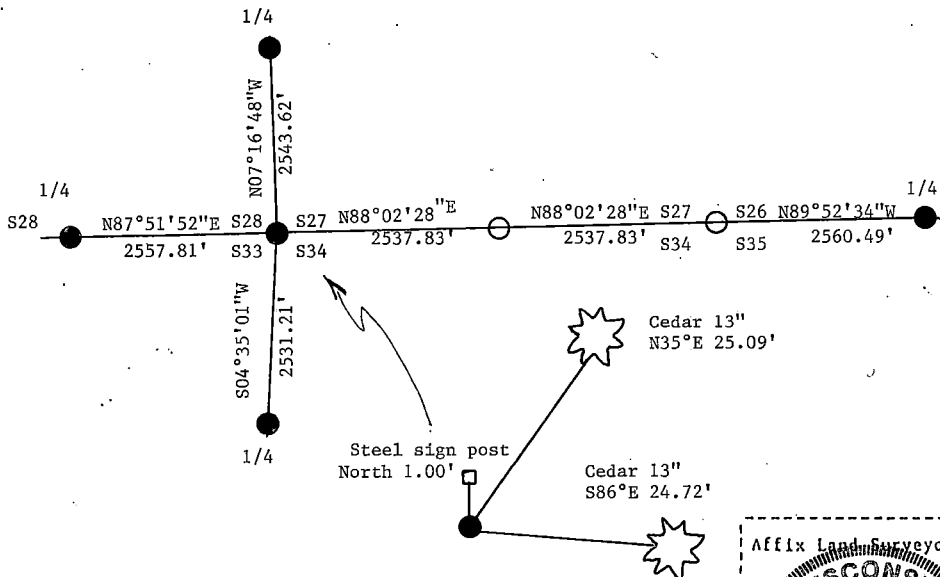 1/4
N07°16'48"W
2543.62'
1/4
1/4
S28 N87°51'52"E S28 S27 N88°02'28"E N88°02'28"E S27 S26 N89°52'34"W
2557.81' S33 S34 2537.83' 2537.83' S34 S35 2560.49'
S04°35'01"W
2531.21'
1/4
Cedar 13"
N35°E 25.09'
Steel sign post
North 1.00'
Cedar 13"
S86°E 24.72'
Affix Land Surveyo
SCONS